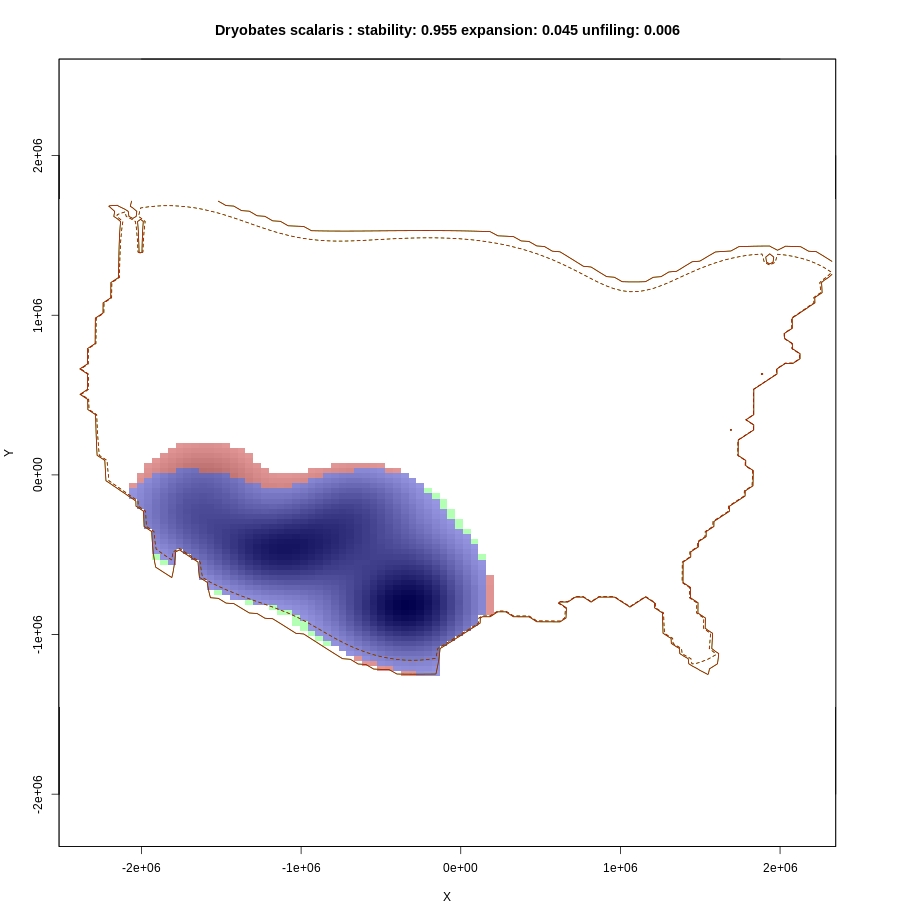 Dryobates scalaris : stability: 0.955 expansion: 0.045 unfiling: 0.006
2e+06
1e+06
0e+00
-1e+06
-2e+06
Y
-2e+06 -1e+06 0e+00 1e+06 2e+06
X